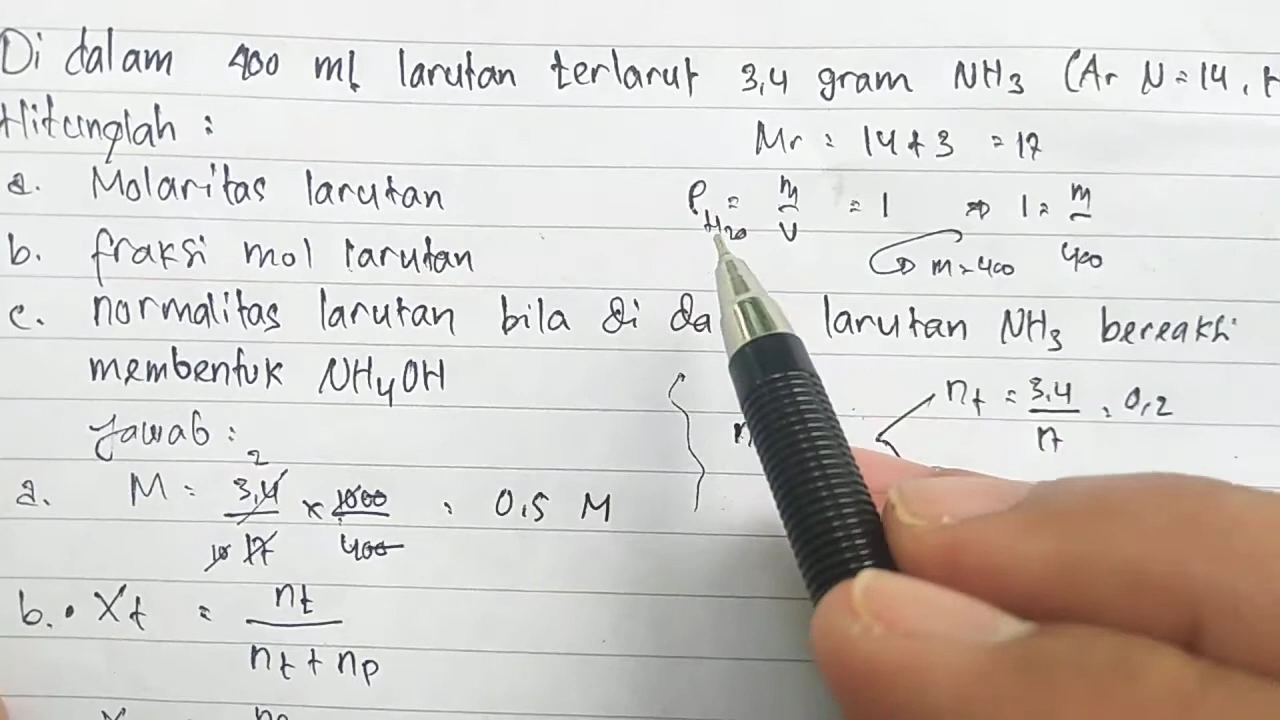 Di dalam 400 ml larutan terlarut 3,4 gram NH3 (Ar N = 14,
Hitunglah :
Mr = 14 + 3 = 17
a. Molaritas larutan
ρH2O = m/v = 1 ⇒ 1 = m/400
m = 400
b. fraksi mol larutan
c. normalitas larutan bila di larutan NH3 bereaksi
membentuk NH4OH
nt = 3,4/17 = 0,2
Jawab :
a. M = 3,4/17 x 1000/400 = 0,5 M
2
10
b. • Xt = nt/nt + np